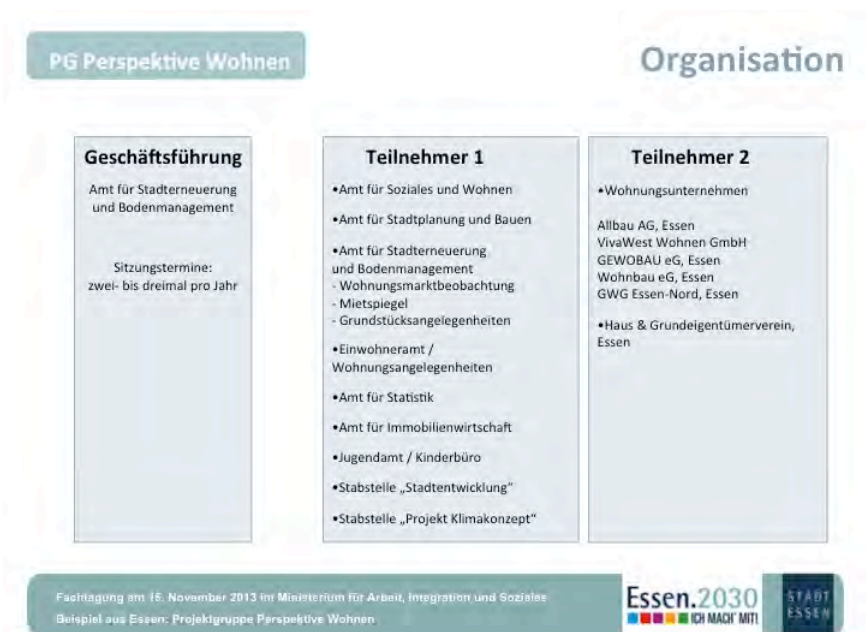 PG Perspektive Wohnen
Organisation
Geschäftsführung
Amt für Stadterneuerung
und Bodenmanagement
Sitzungstermine:
zwei- bis dreimal pro Jahr
Teilnehmer 1
•Amt für Soziales und Wohnen
•Amt für Stadtplanung und Bauen
•Amt für Stadterneuerung
und Bodenmanagement
- Wohnungsmarktbeobachtung
- Mietspiegel
- Grundstücksangelegenheiten
•Einwohneramt /
Wohnungsangelegenheiten
•Amt für Statistik
•Amt für Immobilienwirtschaft
•Jugendamt / Kinderbüro
•Stabstelle „Stadtentwicklung“
•Stabstelle „Projekt Klimakonzept“
Teilnehmer 2
•Wohnungsunternehmen
Allbau AG, Essen
VivaWest Wohnen GmbH
GEWOBAU eG, Essen
Wohnbau eG, Essen
GWG Essen-Nord, Essen
•Haus & Grundeigentümerverein,
Essen
Fachtagung am 15. November 2013 im Ministerium für Arbeit, Integration und Soziales
Beispiel aus Essen: Projektgruppe Perspektive Wohnen
Essen.2030
ICH MACH' MIT!
STADT
ESSEN